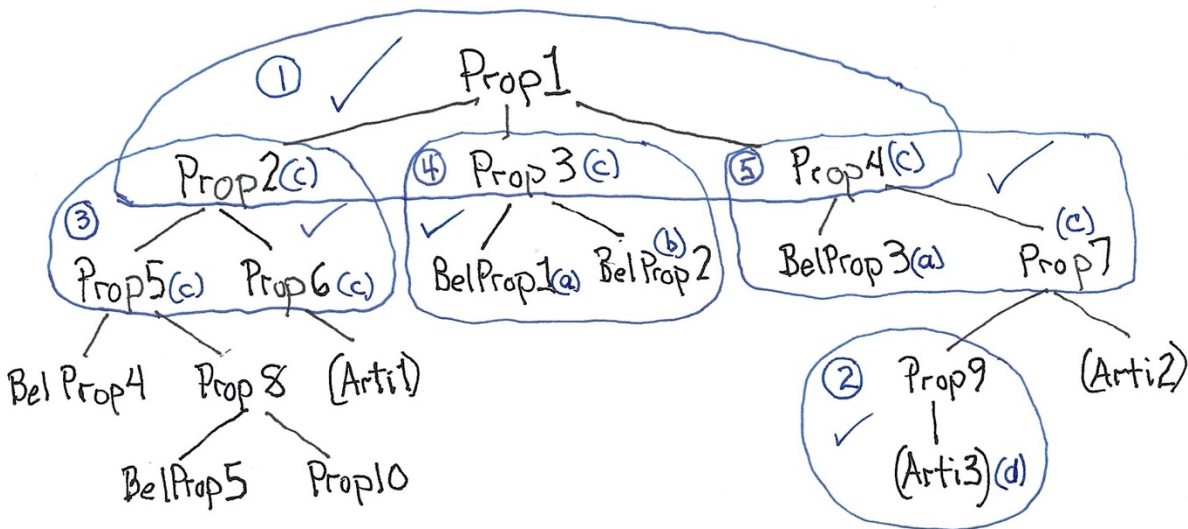 ① Prop1
Prop2(c) ④ Prop3(c) ⑤ Prop4(c)
③
Prop5(c) Prop6(c) BelProp1(a) BelProp2(b) BelProp3(a) Prop7(c)
BelProp4 Prop8 (Arti1) ② Prop9 (Arti2)
BelProp5 Prop10 (Arti3)(d)